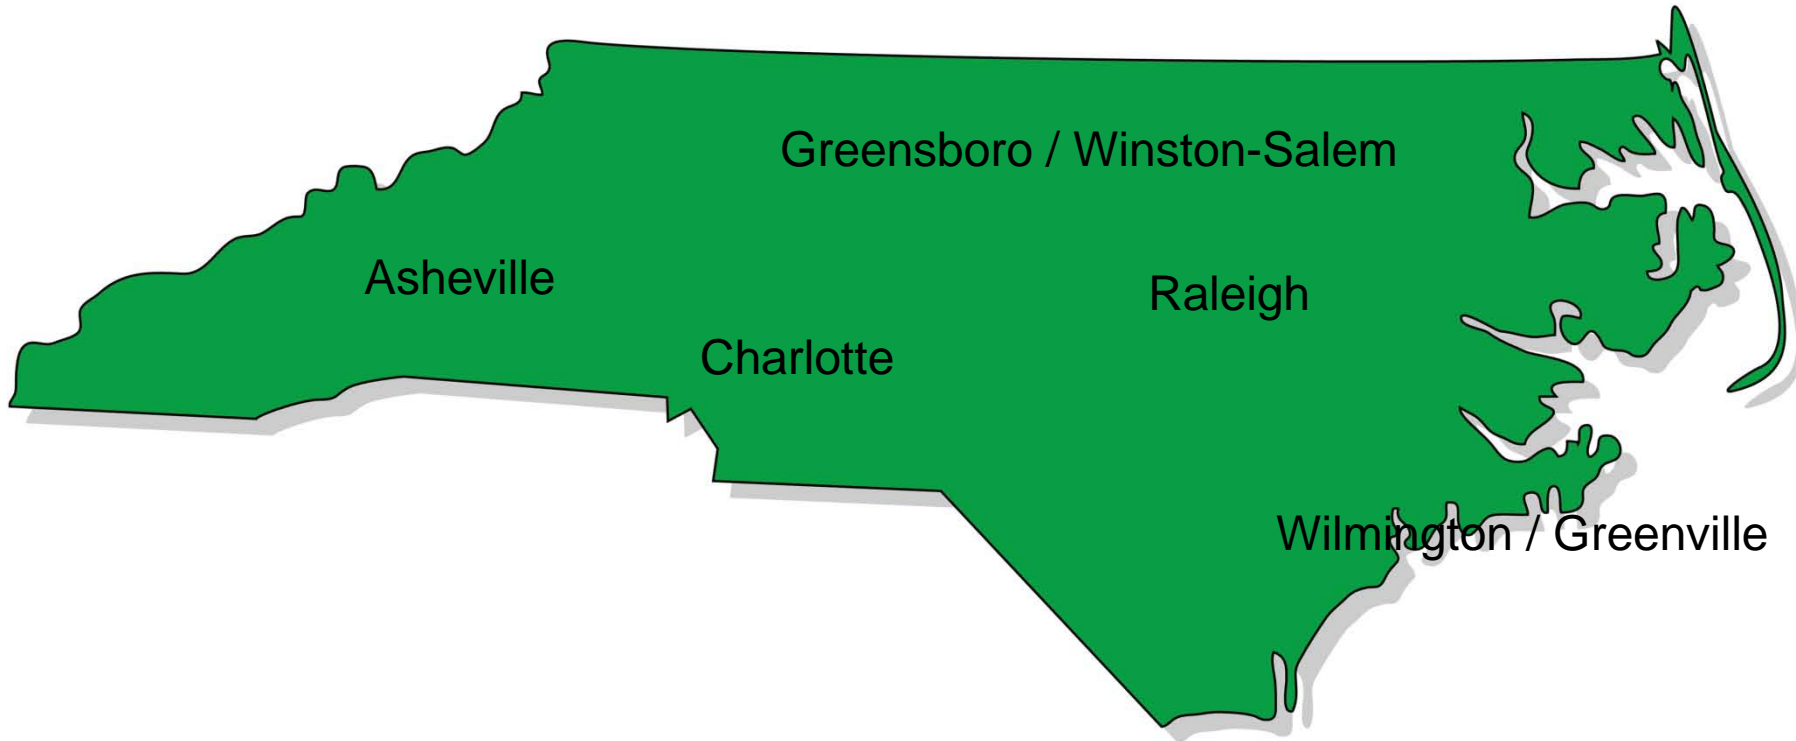 Greensboro / Winston-Salem
Asheville
Raleigh
Charlotte
Wilmington / Greenville